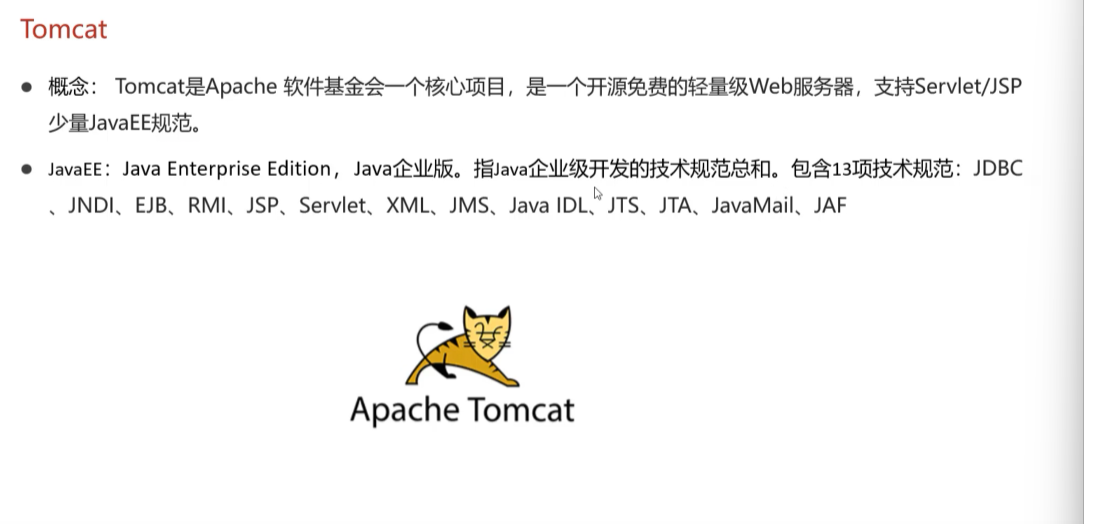 Tomcat
● 概念： Tomcat是Apache 软件基金会一个核心项目，是一个开源免费的轻量级Web服务器，支持Servlet/JSP
少量JavaEE规范。
● JavaEE：Java Enterprise Edition，Java企业版。指Java企业级开发的技术规范总和。包含13项技术规范：JDBC
、JNDI、EJB、RMI、JSP、Servlet、XML、JMS、Java IDL、JTS、JTA、JavaMail、JAF
Apache Tomcat